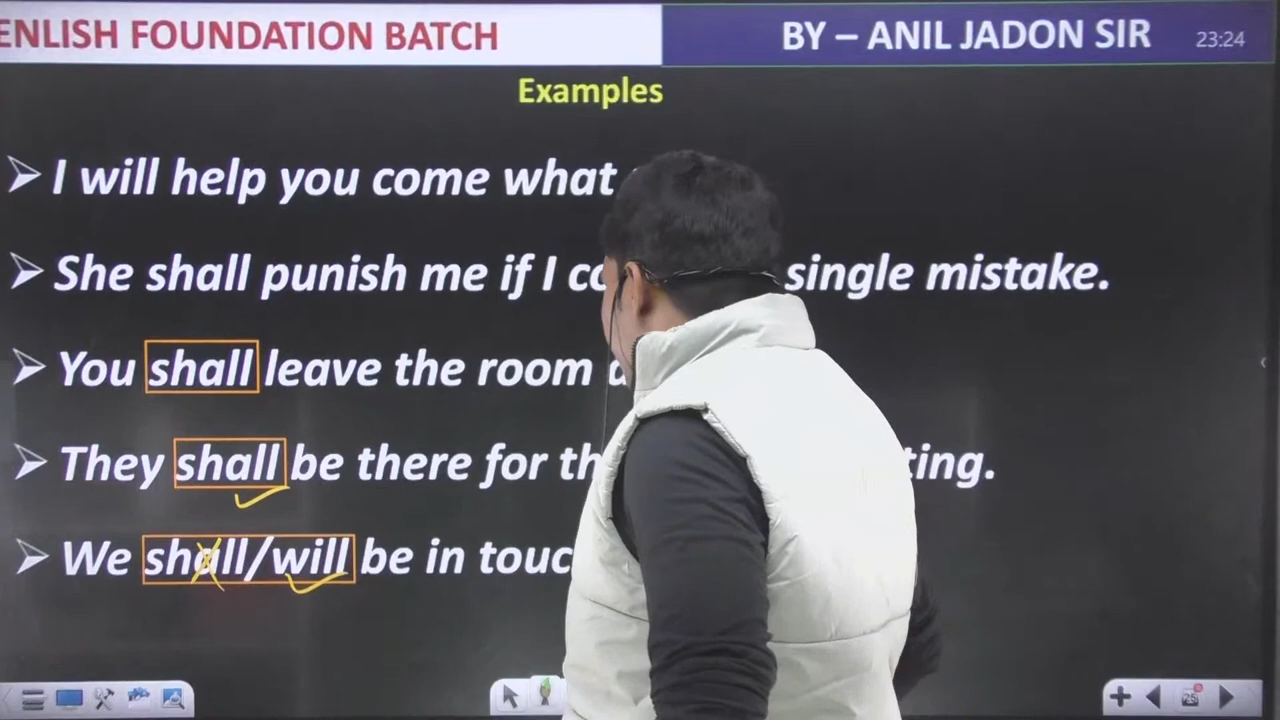 ENLISH FOUNDATION BATCH
BY – ANIL JADON SIR
23:24
Examples
➢ I will help you come what
➢ She shall punish me if I co single mistake.
➢ You shall leave the room
➢ They shall be there for th ting.
➢ We shall/will be in touc
25